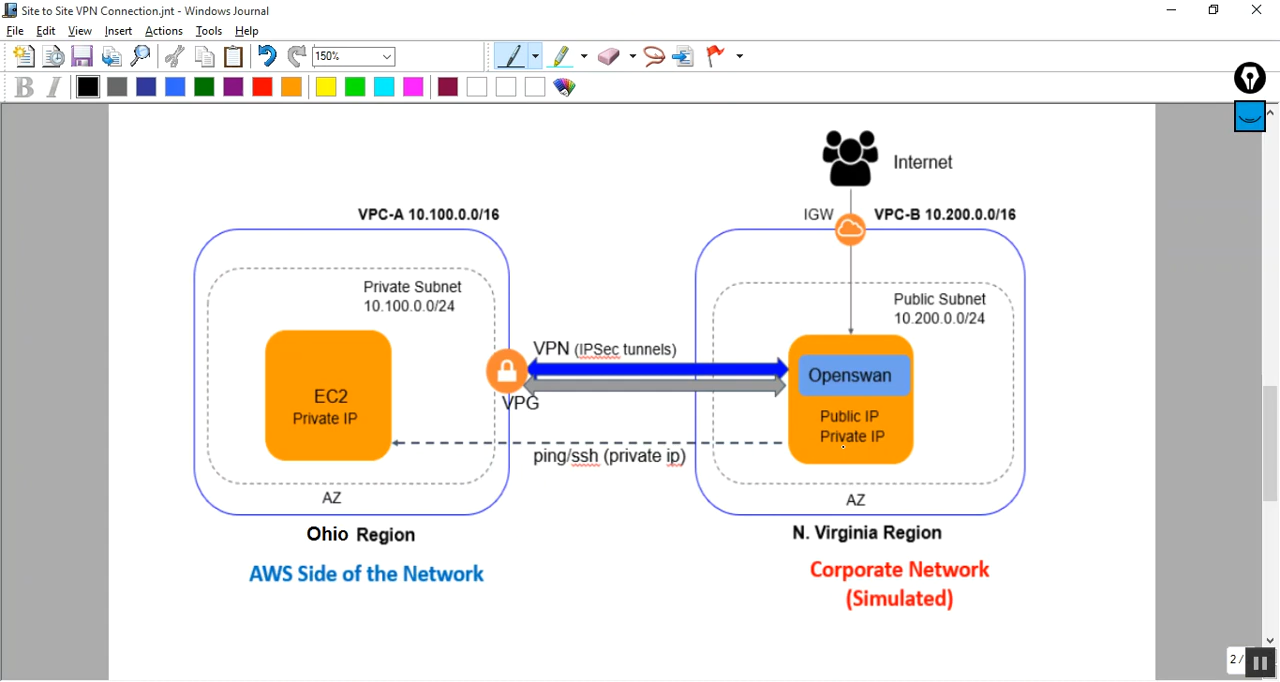 Site to Site VPN Connection.jnt - Windows Journal
File Edit View Insert Actions Tools Help
150%
B I
Internet
IGW
VPC-A 10.100.0.0/16
VPC-B 10.200.0.0/16
Private Subnet
10.100.0.0/24
Public Subnet
10.200.0.0/24
VPN (IPSec tunnels)
Openswan
EC2
Private IP
VPG
Public IP
Private IP
ping/ssh (private ip)
AZ
AZ
Ohio Region
N. Virginia Region
AWS Side of the Network
Corporate Network
(Simulated)
2 /